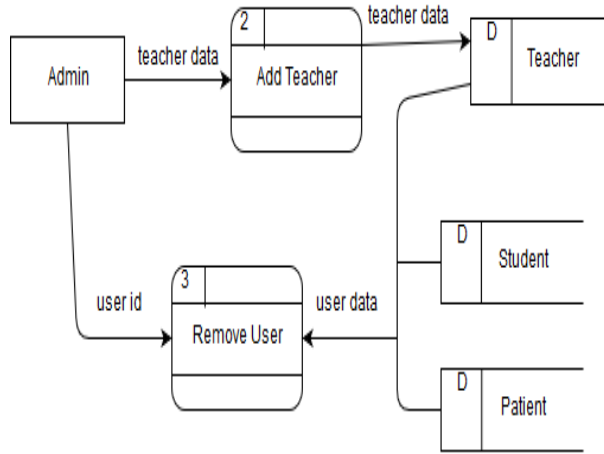 teacher data
2
D
Admin
teacher data
Add Teacher
Teacher
D
Student
3
user id
user data
Remove User
D
Patient